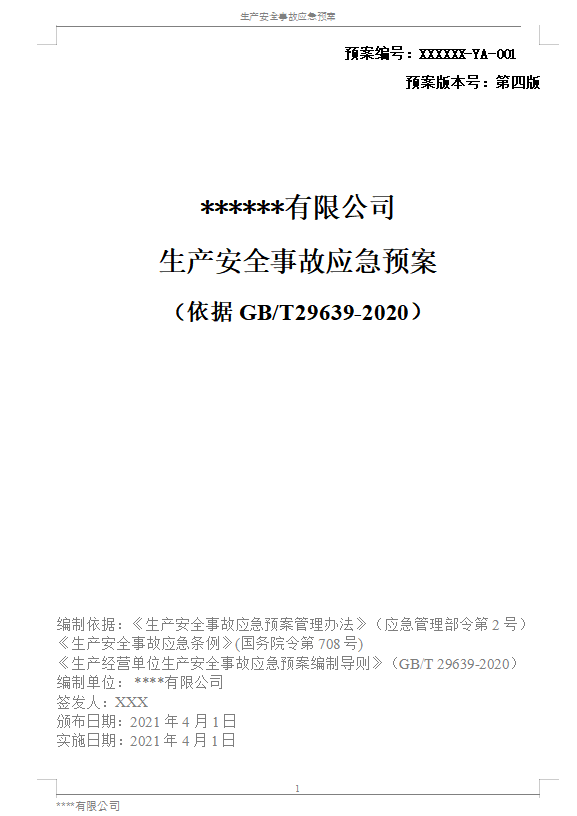 生产安全事故应急预案
预案编号：XXXXXX-YA-001
预案版本号：第四版
******有限公司
生产安全事故应急预案
（依据 GB/T29639-2020）
编制依据：《生产安全事故应急预案管理办法》（应急管理部令第 2 号）
《生产安全事故应急条例》(国务院令第 708 号)
《生产经营单位生产安全事故应急预案编制导则》（GB/T 29639-2020）
编制单位： ****有限公司
签发人：XXX
颁布日期：2021 年 4 月 1 日
实施日期：2021 年 4 月 1 日
1
****有限公司